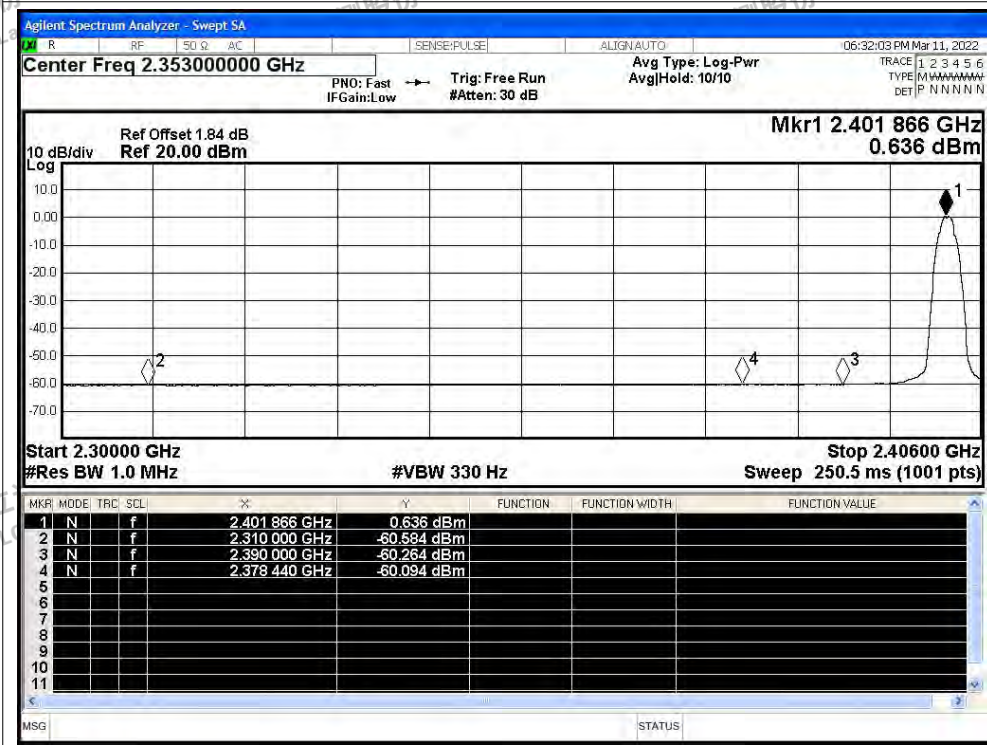 Agilent Spectrum Analyzer - Swept SA
LXI R RF 50 Ω AC SENSE:PULSE ALIGN AUTO 06:32:03 PM Mar 11, 2022
Center Freq 2.353000000 GHz
PNO: Fast
IFGain:Low
Trig: Free Run
#Atten: 30 dB
Avg Type: Log-Pwr
Avg|Hold: 10/10
TRACE 1 2 3 4 5 6
TYPE M WWWWW
DET P N N N N N
Mkr1 2.401 866 GHz
0.636 dBm
Ref Offset 1.84 dB
10 dB/div Ref 20.00 dBm
Log
10.0
0.00
-10.0
-20.0
-30.0
-40.0
-50.0
-60.0
-70.0
1
2
4
3
Start 2.30000 GHz Stop 2.40600 GHz
#Res BW 1.0 MHz #VBW 330 Hz Sweep 250.5 ms (1001 pts)
MKR MODE TRC SCL X Y FUNCTION FUNCTION WIDTH FUNCTION VALUE
1 N f 2.401 866 GHz 0.636 dBm
2 N f 2.310 000 GHz -60.584 dBm
3 N f 2.390 000 GHz -60.264 dBm
4 N f 2.378 440 GHz -60.094 dBm
5
6
7
8
9
10
11
MSG STATUS